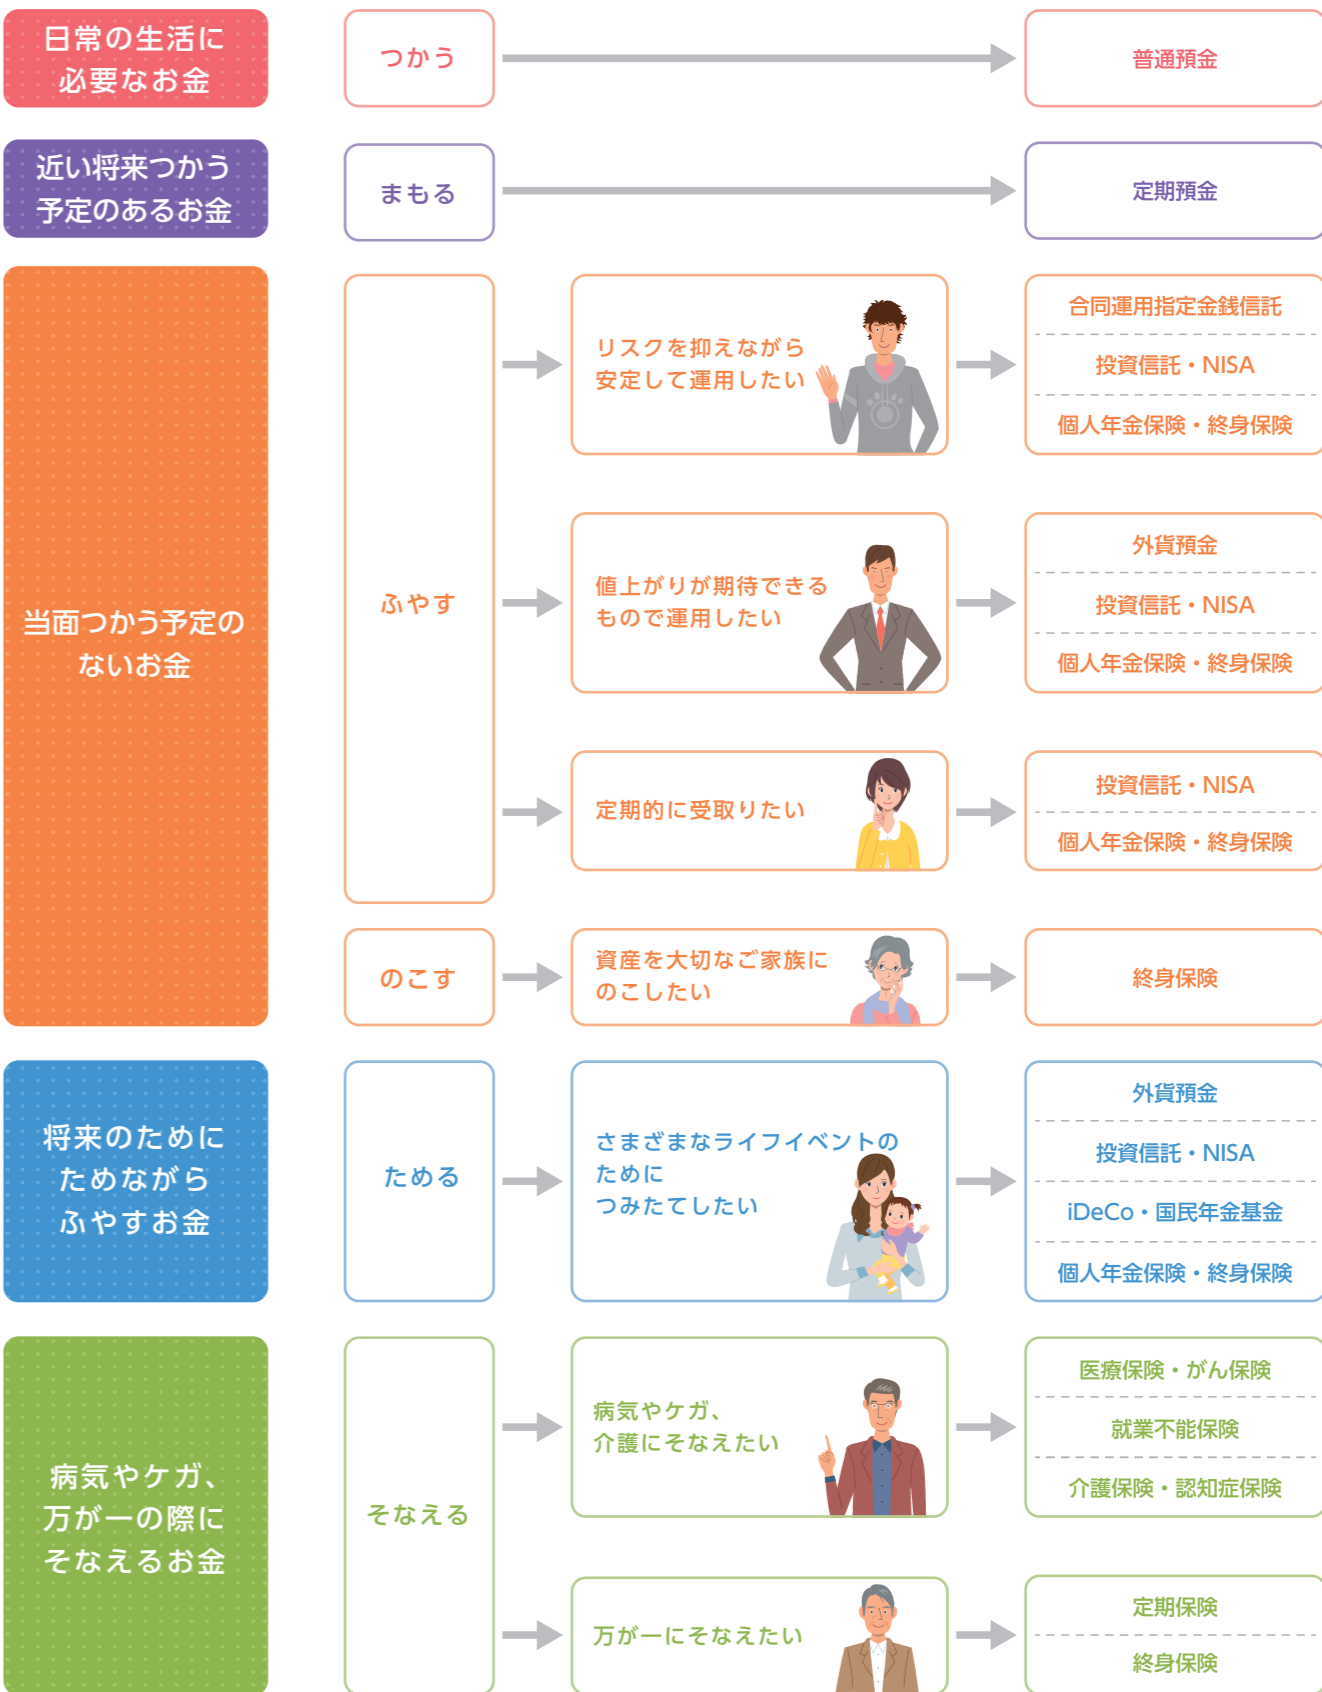 日常の生活に
必要なお金
つかう
普通預金
近い将来つかう
予定のあるお金
まもる
定期預金
当面つかう予定の
ないお金
ふやす
リスクを抑えながら
安定して運用したい
合同運用指定金銭信託
投資信託・NISA
個人年金保険・終身保険
値上がりが期待できる
もので運用したい
外貨預金
投資信託・NISA
個人年金保険・終身保険
定期的に受取りたい
投資信託・NISA
個人年金保険・終身保険
のこす
資産を大切なご家族に
のこしたい
終身保険
将来のために
ためながら
ふやすお金
ためる
さまざまなライフイベントの
ために
つみたてしたい
外貨預金
投資信託・NISA
iDeCo・国民年金基金
個人年金保険・終身保険
病気やケガ、
万が一の際に
そなえるお金
そなえる
病気やケガ、
介護にそなえたい
医療保険・がん保険
就業不能保険
介護保険・認知症保険
万が一にそなえたい
定期保険
終身保険